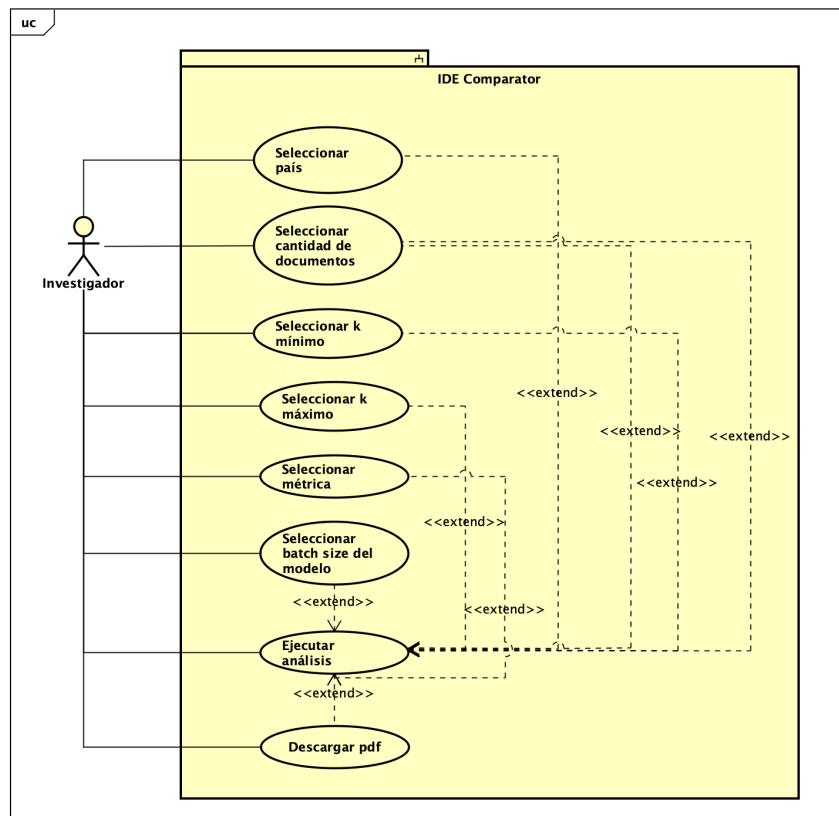 uc
IDE Comparator
Seleccionar
país
Seleccionar
cantidad de
documentos
Investigador
Seleccionar k
mínimo
Seleccionar k
máximo
<<extend>>
<<extend>>
<<extend>>
Seleccionar
métrica
<<extend>>
<<extend>>
Seleccionar
batch size del
modelo
<<extend>>
<<extend>>
Ejecutar
análisis
<<extend>>
Descargar pdf